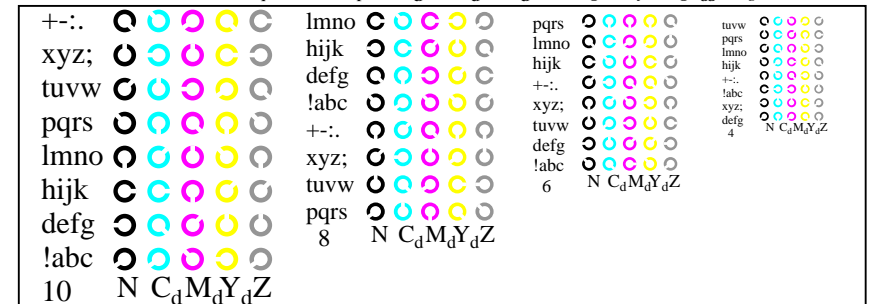 +-:.
xyz;
tuvw
pqrs
lmno
hijk
defg
!abc
10 N CdMdYdZ
lmno
hijk
defg
!abc
+-:.
xyz;
tuvw
pqrs
8 N CdMdYdZ
pqrs
lmno
hijk
+-:.
xyz;
tuvw
defg
!abc
6 N CdMdYdZ
tuvw
pqrs
lmno
hijk
+-:.
!abc
xyz;
defg
4 N CdMdYdZ